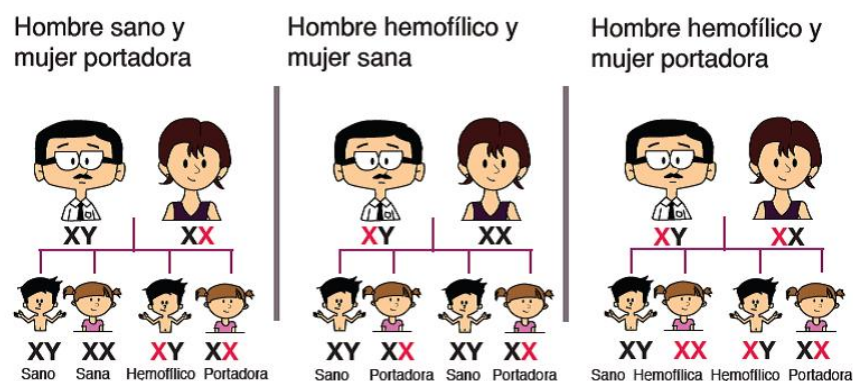 Hombre sano y
mujer portadora
XY XX
XY XX XY XX
Sano Sana Hemofílico Portadora
Hombre hemofílico y
mujer sana
XY XX
XY XX XY XX
Sano Portadora Sano Portadora
Hombre hemofílico y
mujer portadora
XY XX
XY XX XY XX
Sano Hemofílica Hemofílico Portadora